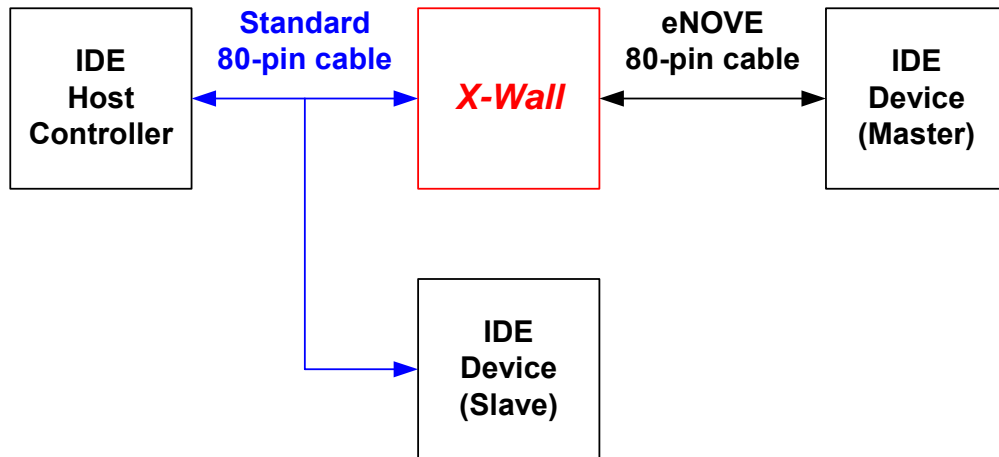 IDE
Host
Controller
Standard
80-pin cable
X-Wall
eNOVE
80-pin cable
IDE
Device
(Master)
IDE
Device
(Slave)